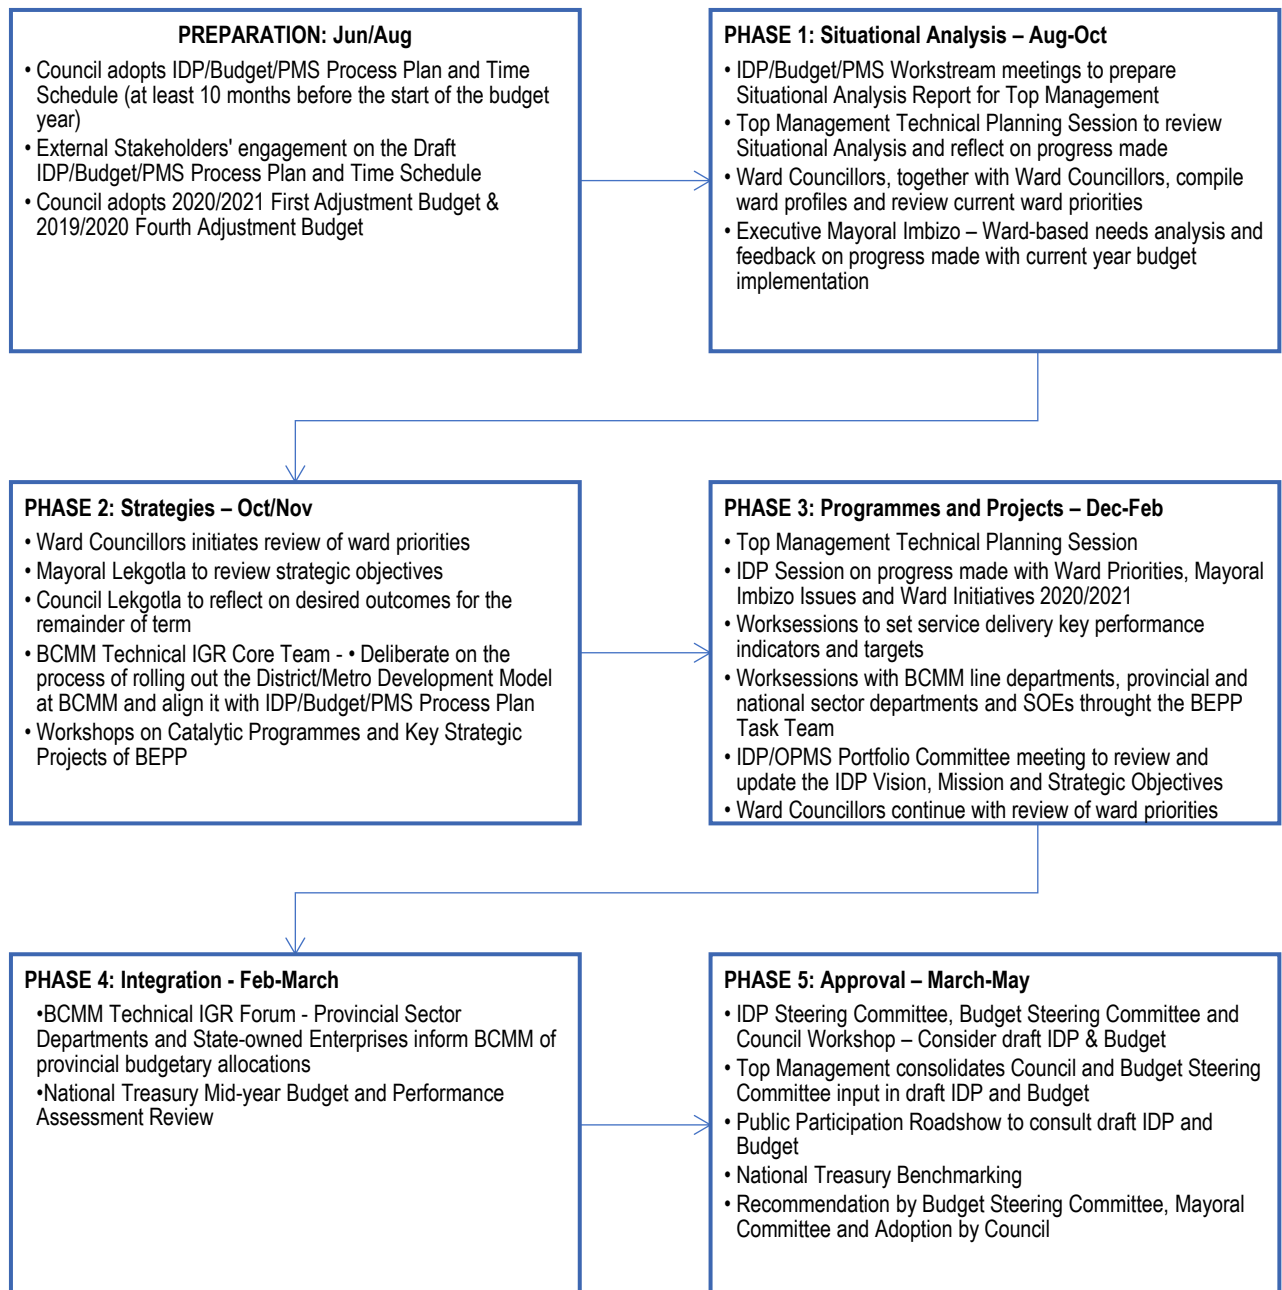 PREPARATION: Jun/Aug
• Council adopts IDP/Budget/PMS Process Plan and Time
Schedule (at least 10 months before the start of the budget
year)
• External Stakeholders' engagement on the Draft
IDP/Budget/PMS Process Plan and Time Schedule
• Council adopts 2020/2021 First Adjustment Budget &
2019/2020 Fourth Adjustment Budget
PHASE 1: Situational Analysis – Aug-Oct
• IDP/Budget/PMS Workstream meetings to prepare
Situational Analysis Report for Top Management
• Top Management Technical Planning Session to review
Situational Analysis and reflect on progress made
• Ward Councillors, together with Ward Councillors, compile
ward profiles and review current ward priorities
• Executive Mayoral Imbizo – Ward-based needs analysis and
feedback on progress made with current year budget
implementation
PHASE 2: Strategies – Oct/Nov
• Ward Councillors initiates review of ward priorities
• Mayoral Lekgotla to review strategic objectives
• Council Lekgotla to reflect on desired outcomes for the
remainder of term
• BCMM Technical IGR Core Team - • Deliberate on the
process of rolling out the District/Metro Development Model
at BCMM and align it with IDP/Budget/PMS Process Plan
• Workshops on Catalytic Programmes and Key Strategic
Projects of BEPP
PHASE 3: Programmes and Projects – Dec-Feb
• Top Management Technical Planning Session
• IDP Session on progress made with Ward Priorities, Mayoral
Imbizo Issues and Ward Initiatives 2020/2021
• Worksessions to set service delivery key performance
indicators and targets
• Worksessions with BCMM line departments, provincial and
national sector departments and SOEs throught the BEPP
Task Team
• IDP/OPMS Portfolio Committee meeting to review and
update the IDP Vision, Mission and Strategic Objectives
• Ward Councillors continue with review of ward priorities
PHASE 4: Integration - Feb-March
•BCMM Technical IGR Forum - Provincial Sector
Departments and State-owned Enterprises inform BCMM of
provincial budgetary allocations
•National Treasury Mid-year Budget and Performance
Assessment Review
PHASE 5: Approval – March-May
• IDP Steering Committee, Budget Steering Committee and
Council Workshop – Consider draft IDP & Budget
• Top Management consolidates Council and Budget Steering
Committee input in draft IDP and Budget
• Public Participation Roadshow to consult draft IDP and
Budget
• National Treasury Benchmarking
• Recommendation by Budget Steering Committee, Mayoral
Committee and Adoption by Council